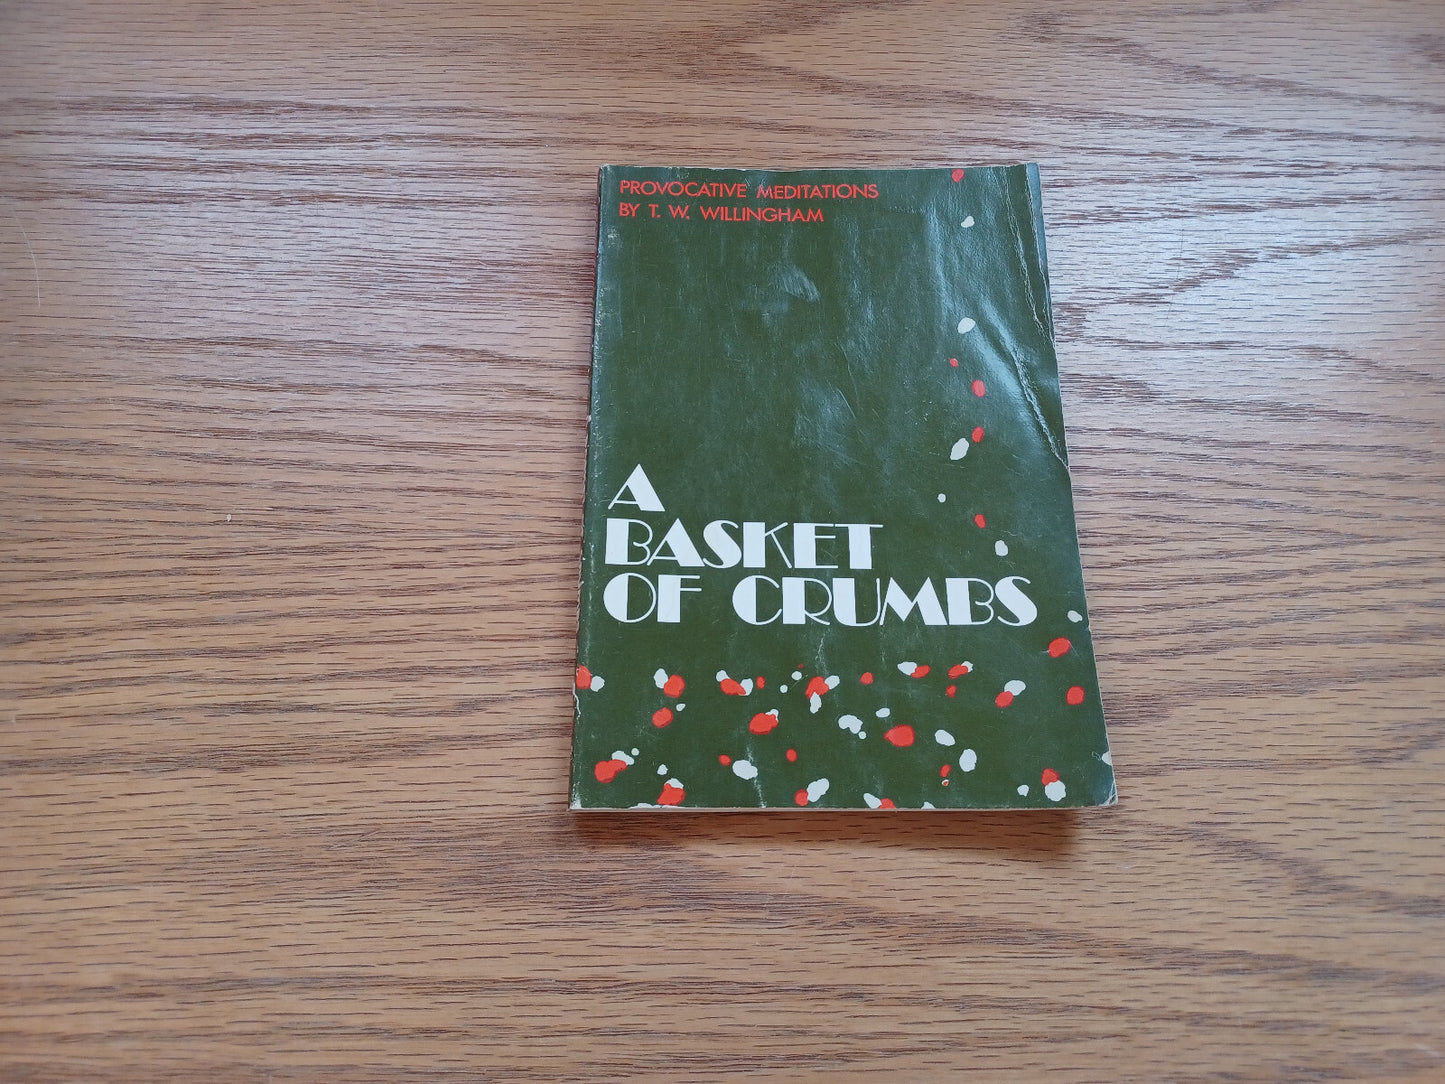 PROVOCATIVE MEDITATIONS
BY T. W. WILLINGHAM
A
BASKET
OF CRUMBS